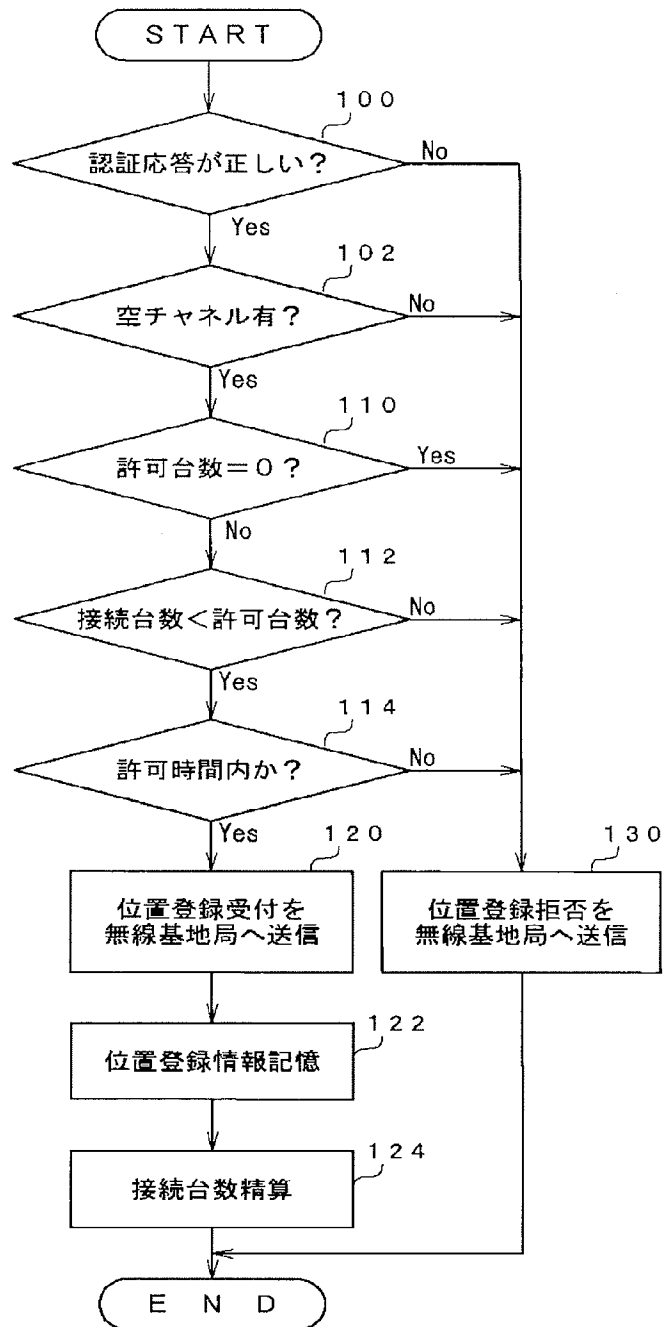 START
100
認証応答が正しい?
No
Yes
102
空チャネル有?
No
Yes
110
許可台数=0?
Yes
No
112
接続台数<許可台数?
No
Yes
114
許可時間内か?
No
Yes
120
位置登録受付を
無線基地局へ送信
130
位置登録拒否を
無線基地局へ送信
122
位置登録情報記憶
124
接続台数精算
END